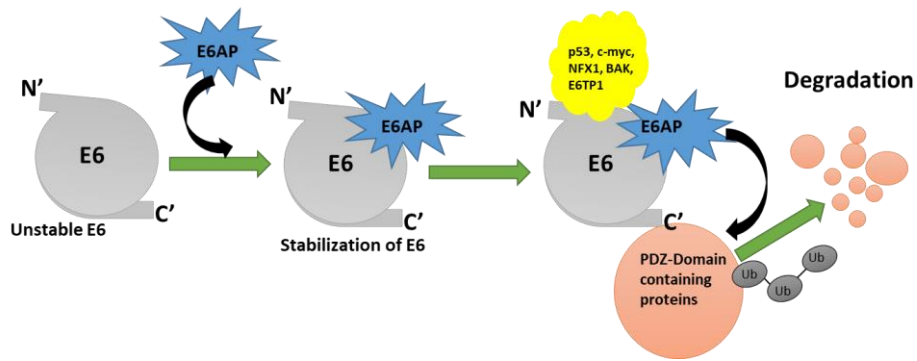 E6AP
N’
E6
C’
Unstable E6
E6AP
E6
C’
Stabilization of E6
p53, c-myc,
NFX1, BAK,
E6TP1
N’
E6AP
E6
C’
PDZ-Domain
containing
proteins
Ub
Ub
Ub
Degradation